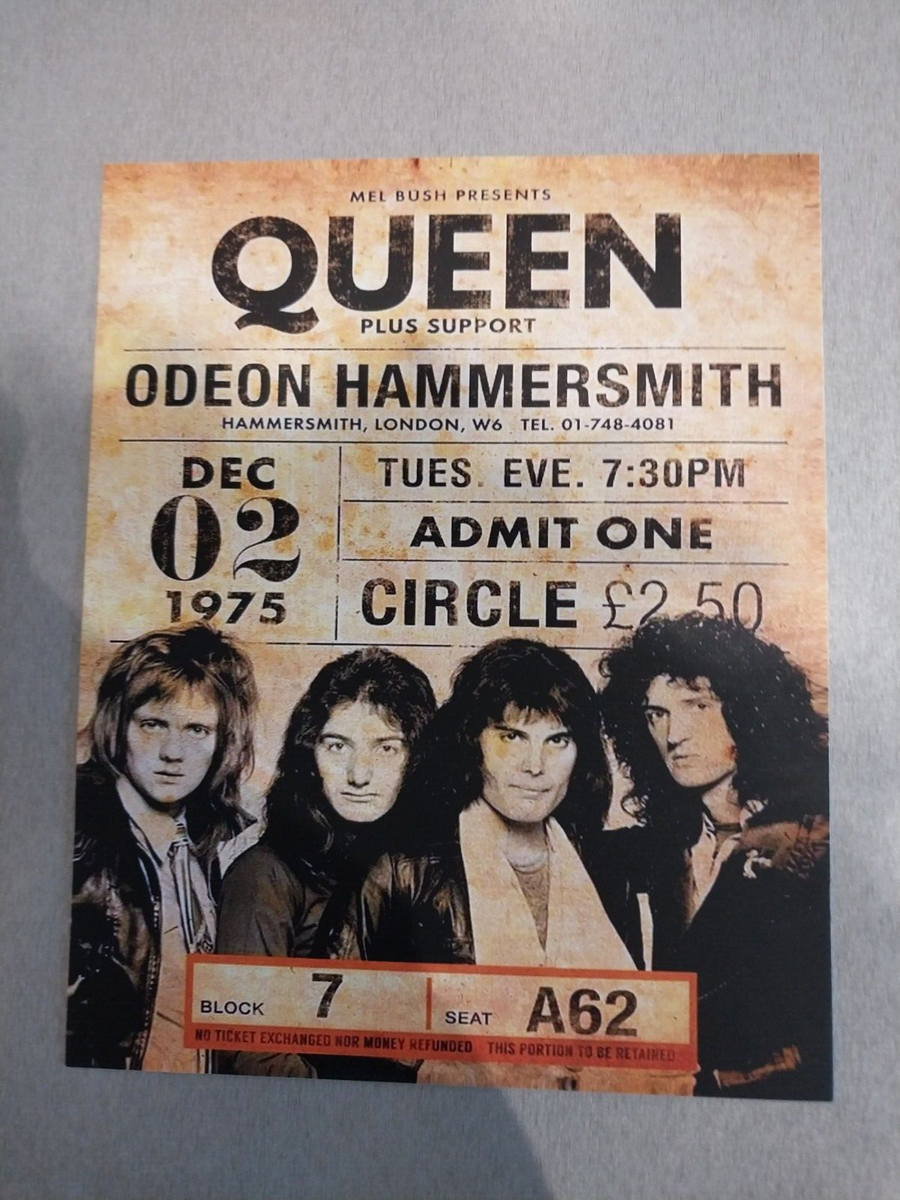 MEL BUSH PRESENTS
QUEEN
PLUS SUPPORT
ODEON HAMMERSMITH
HAMMERSMITH, LONDON, W6 TEL. 01-748-4081
DEC
02
1975
TUES. EVE. 7:30PM
ADMIT ONE
CIRCLE £2.50
BLOCK 7
SEAT A62
NO TICKET EXCHANGED NOR MONEY REFUNDED THIS PORTION TO BE RETAINED